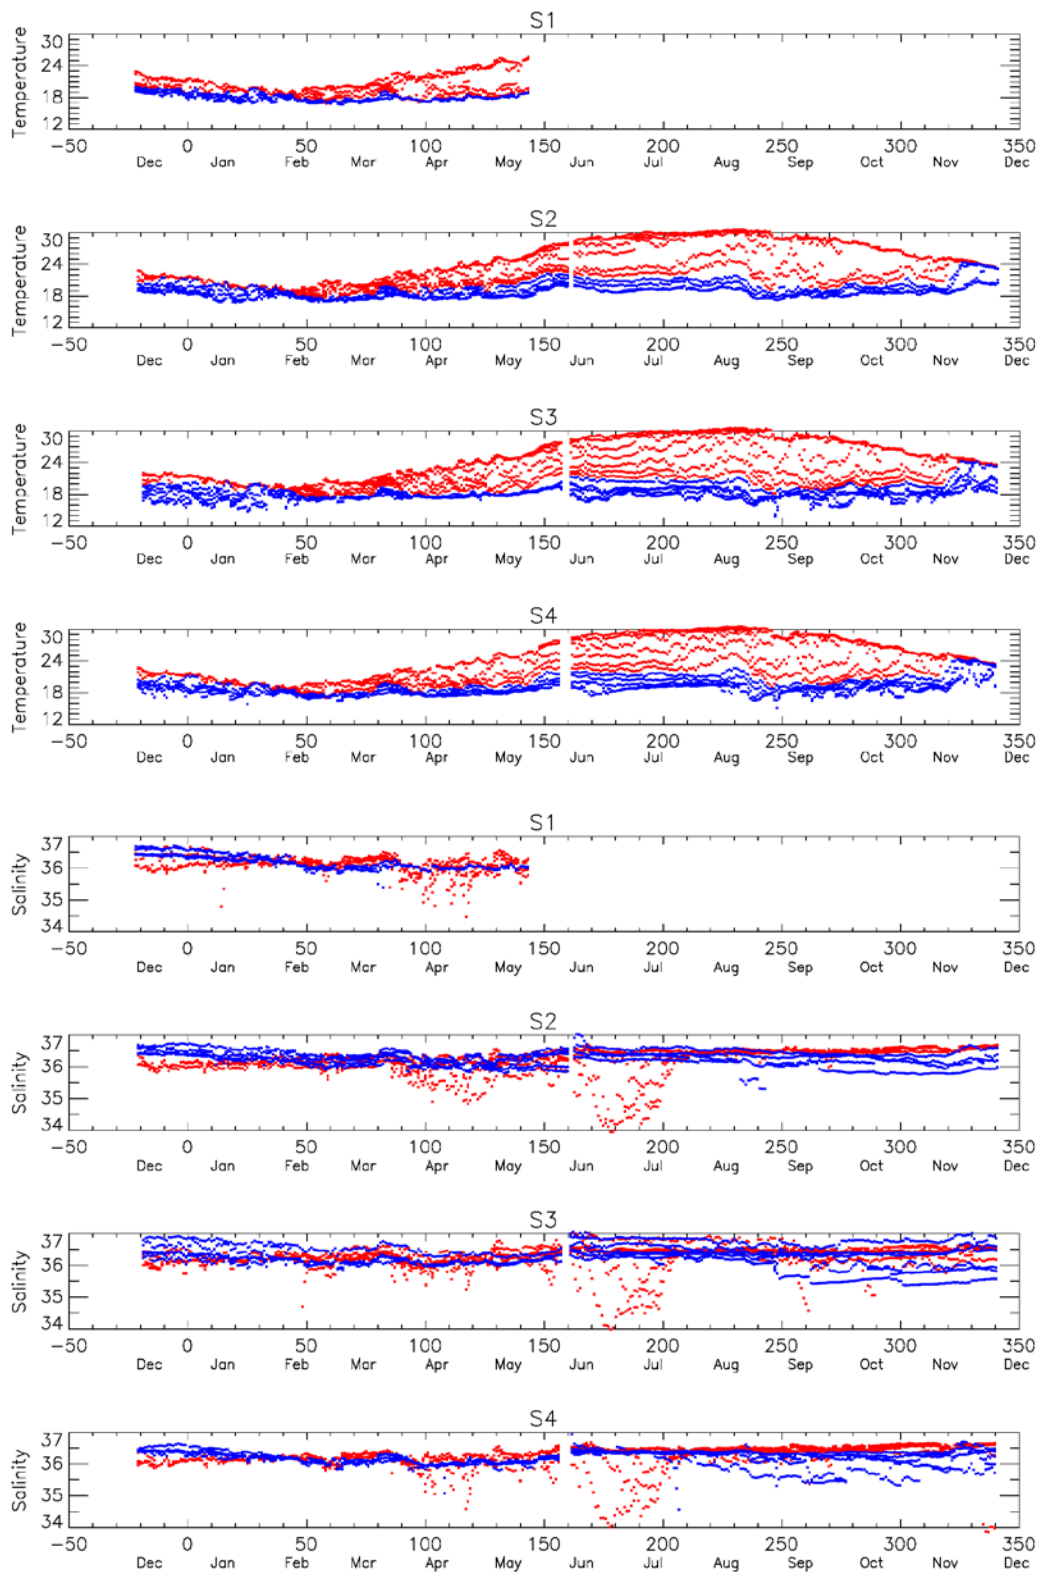 S1
Temperature
30
24
18
12
-50 0 50 100 150 200 250 300 350
Dec Jan Feb Mar Apr May Jun Jul Aug Sep Oct Nov Dec
S2
Temperature
30
24
18
12
-50 0 50 100 150 200 250 300 350
Dec Jan Feb Mar Apr May Jun Jul Aug Sep Oct Nov Dec
S3
Temperature
30
24
18
12
-50 0 50 100 150 200 250 300 350
Dec Jan Feb Mar Apr May Jun Jul Aug Sep Oct Nov Dec
S4
Temperature
30
24
18
12
-50 0 50 100 150 200 250 300 350
Dec Jan Feb Mar Apr May Jun Jul Aug Sep Oct Nov Dec
S1
Salinity
37
36
35
34
-50 0 50 100 150 200 250 300 350
Dec Jan Feb Mar Apr May Jun Jul Aug Sep Oct Nov Dec
S2
Salinity
37
36
35
34
-50 0 50 100 150 200 250 300 350
Dec Jan Feb Mar Apr May Jun Jul Aug Sep Oct Nov Dec
S3
Salinity
37
36
35
34
-50 0 50 100 150 200 250 300 350
Dec Jan Feb Mar Apr May Jun Jul Aug Sep Oct Nov Dec
S4
Salinity
37
36
35
34
-50 0 50 100 150 200 250 300 350
Dec Jan Feb Mar Apr May Jun Jul Aug Sep Oct Nov Dec